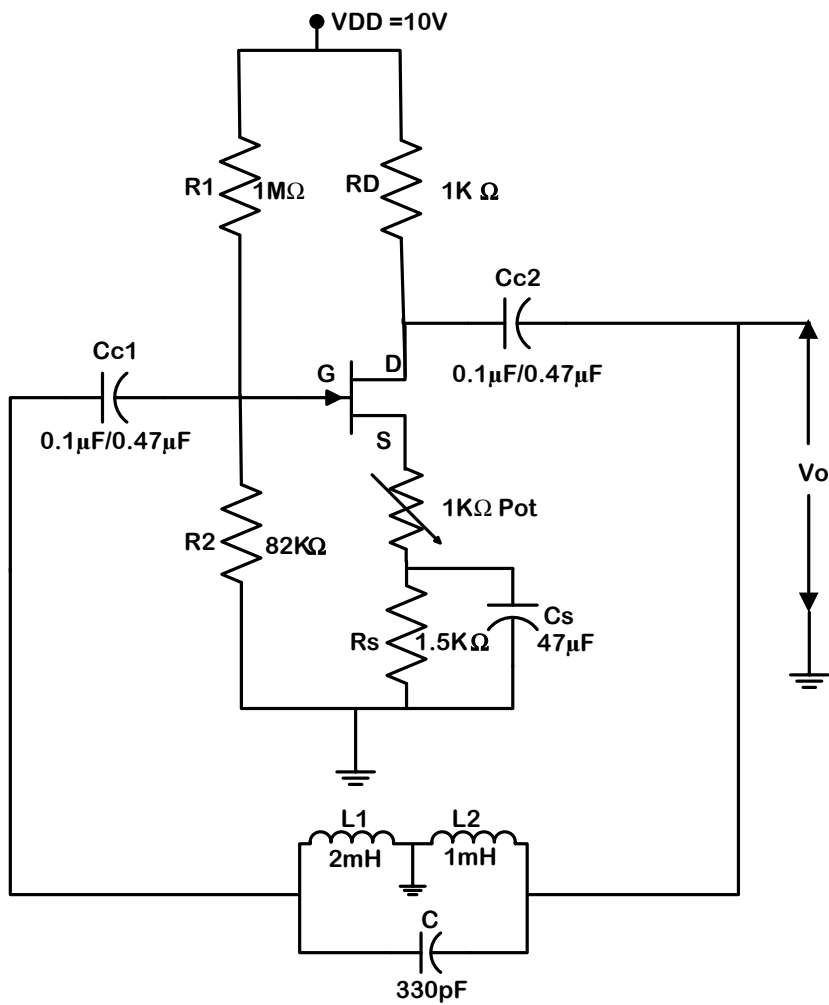 VDD =10V
R1
1MΩ
RD
1K Ω
Cc2
0.1µF/0.47µF
Cc1
0.1µF/0.47µF
G
D
S
1KΩ Pot
R2
82KΩ
Rs
1.5KΩ
Cs
47µF
Vo
L1
2mH
L2
1mH
C
330pF